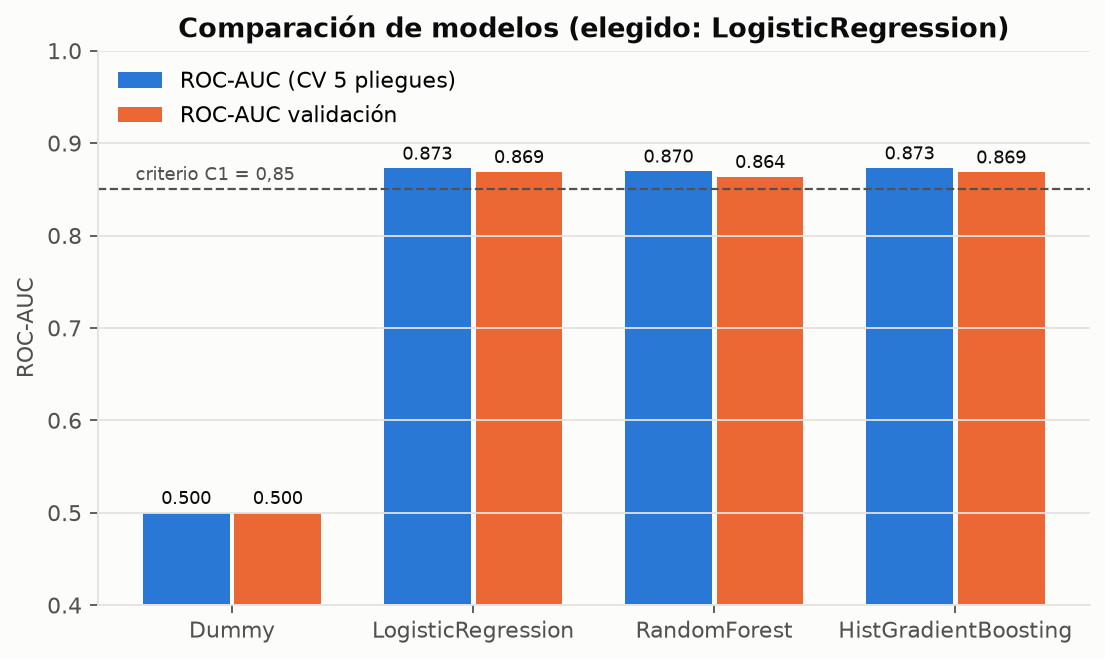 Comparación de modelos (elegido: LogisticRegression)
ROC-AUC (CV 5 pliegues)
ROC-AUC validación
criterio C1 = 0,85
ROC-AUC
1.0
0.9
0.8
0.7
0.6
0.5
0.4
0.500
0.500
0.873
0.869
0.870
0.864
0.873
0.869
Dummy
LogisticRegression
RandomForest
HistGradientBoosting